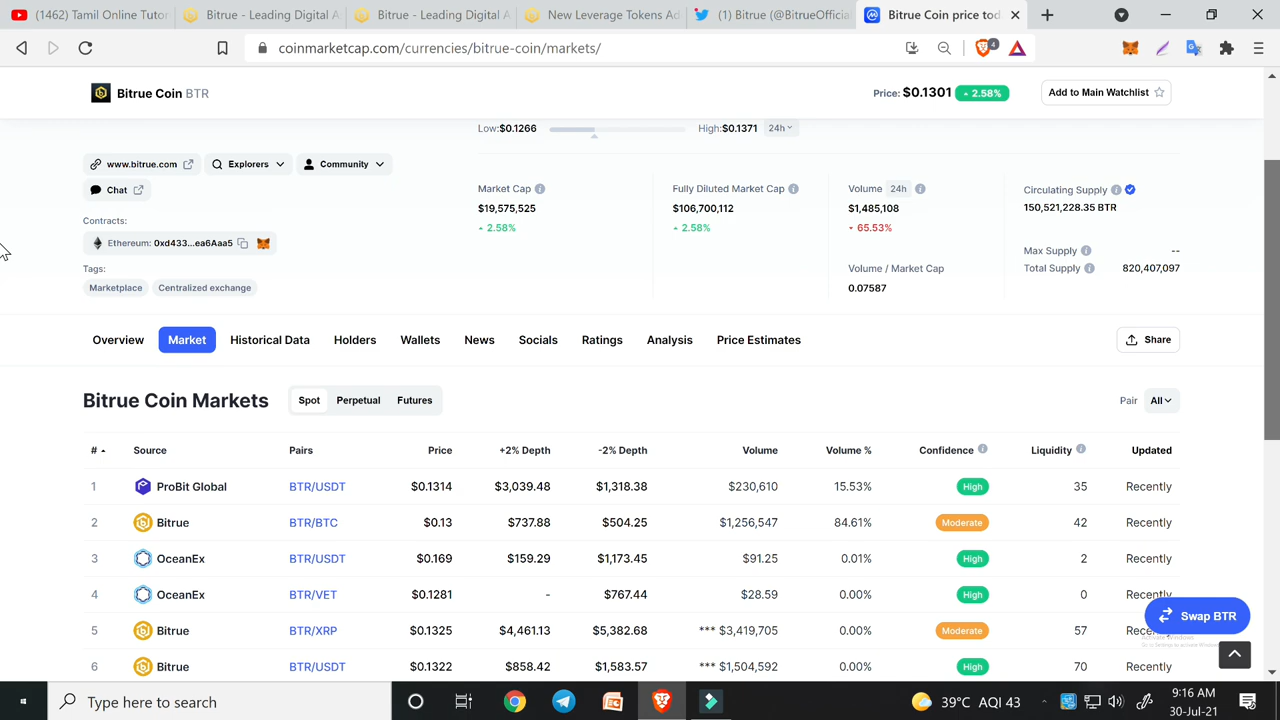 (1462) Tamil Online Tutor
Bitrue - Leading Digital A
Bitrue - Leading Digital A
New Leverage Tokens Ad
(1) Bitrue (@BitrueOfficial
Bitrue Coin price tod
coinmarketcap.com/currencies/bitrue-coin/markets/
4
Bitrue Coin BTR
Price: $0.1301 2.58%
Add to Main Watchlist
Low:$0.1266
High:$0.1371
24h
www.bitrue.com
Explorers
Community
Chat
Contracts:
Ethereum: 0xd433...ea6Aaa5
Tags:
Marketplace
Centralized exchange
Market Cap
$19,575,525
2.58%
Fully Diluted Market Cap
$106,700,112
2.58%
Volume 24h
$1,485,108
65.53%
Volume / Market Cap
0.07587
Circulating Supply
150,521,228.35 BTR
Max Supply --
Total Supply 820,407,097
Overview Market Historical Data Holders Wallets News Socials Ratings Analysis Price Estimates
Share
Bitrue Coin Markets
Spot Perpetual Futures
Pair All
# Source Pairs Price +2% Depth -2% Depth Volume Volume % Confidence Liquidity Updated
1 ProBit Global BTR/USDT $0.1314 $3,039.48 $1,318.38 $230,610 15.53% High 35 Recently
2 Bitrue BTR/BTC $0.13 $737.88 $504.25 $1,256,547 84.61% Moderate 42 Recently
3 OceanEx BTR/USDT $0.169 $159.29 $1,173.45 $91.25 0.01% High 2 Recently
4 OceanEx BTR/VET $0.1281 - $767.44 $28.59 0.00% High 0 Recently
5 Bitrue BTR/XRP $0.1325 $4,461.13 $5,382.68 *** $3,419,705 0.00% Moderate 57
Swap BTR
6 Bitrue BTR/USDT $0.1322 $858.42 $1,583.57 *** $1,504,592 0.00% High 70 Recently
Type here to search
39°C AQI 43
9:16 AM
30-Jul-21